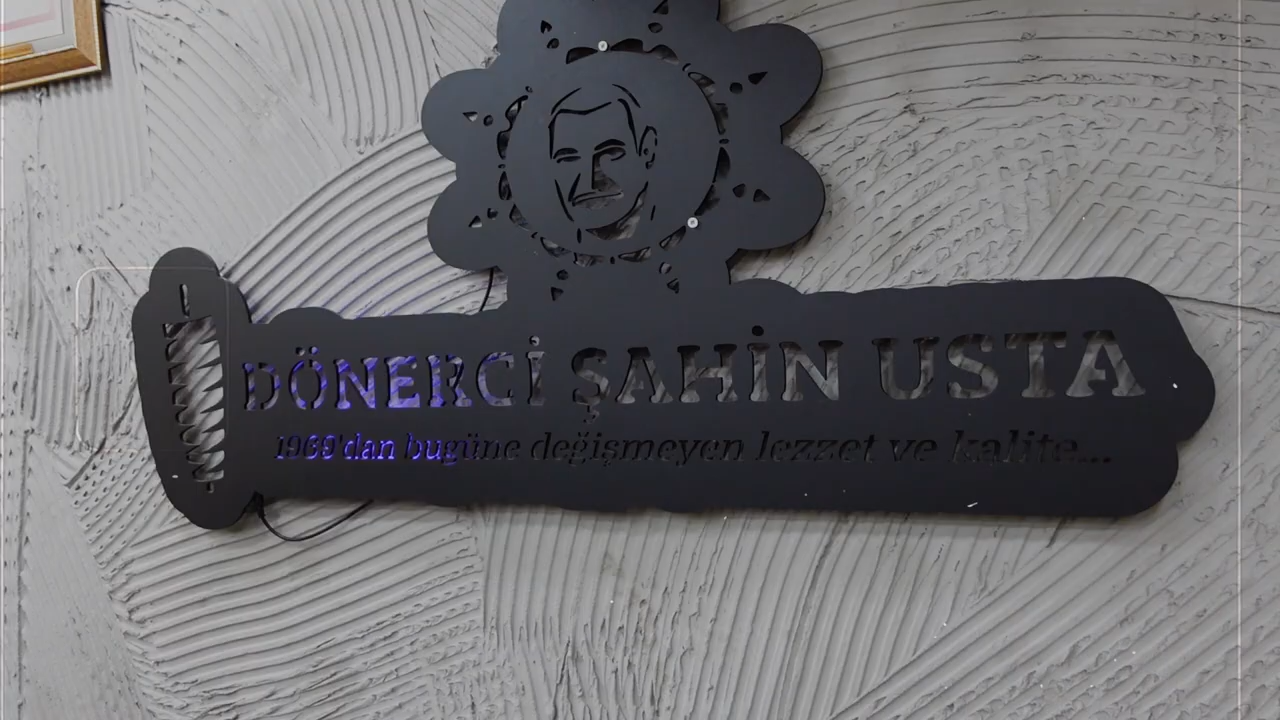 DÖNERCİ ŞAHİN USTA
1969'dan bugüne değişmeyen lezzet ve kalite...